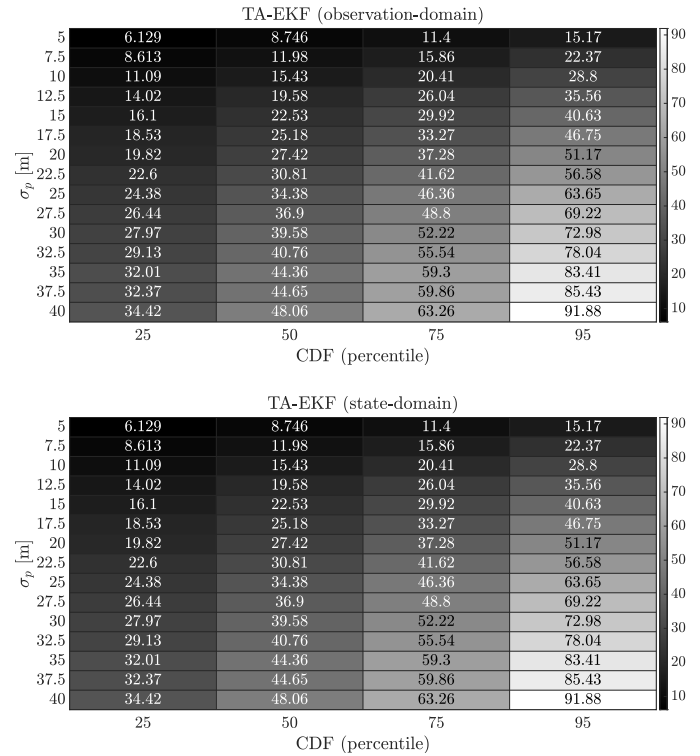 TA-EKF (observation-domain)
5 6.129 8.746 11.4 15.17
7.5 8.613 11.98 15.86 22.37
10 11.09 15.43 20.41 28.8
12.5 14.02 19.58 26.04 35.56
15 16.1 22.53 29.92 40.63
17.5 18.53 25.18 33.27 46.75
20 19.82 27.42 37.28 51.17
22.5 22.6 30.81 41.62 56.58
25 24.38 34.38 46.36 63.65
27.5 26.44 36.9 48.8 69.22
30 27.97 39.58 52.22 72.98
32.5 29.13 40.76 55.54 78.04
35 32.01 44.36 59.3 83.41
37.5 32.37 44.65 59.86 85.43
40 34.42 48.06 63.26 91.88
σp [m]
25 50 75 95
CDF (percentile)
90
80
70
60
50
40
30
20
10
TA-EKF (state-domain)
5 6.129 8.746 11.4 15.17
7.5 8.613 11.98 15.86 22.37
10 11.09 15.43 20.41 28.8
12.5 14.02 19.58 26.04 35.56
15 16.1 22.53 29.92 40.63
17.5 18.53 25.18 33.27 46.75
20 19.82 27.42 37.28 51.17
22.5 22.6 30.81 41.62 56.58
25 24.38 34.38 46.36 63.65
27.5 26.44 36.9 48.8 69.22
30 27.97 39.58 52.22 72.98
32.5 29.13 40.76 55.54 78.04
35 32.01 44.36 59.3 83.41
37.5 32.37 44.65 59.86 85.43
40 34.42 48.06 63.26 91.88
σp [m]
25 50 75 95
CDF (percentile)
90
80
70
60
50
40
30
20
10